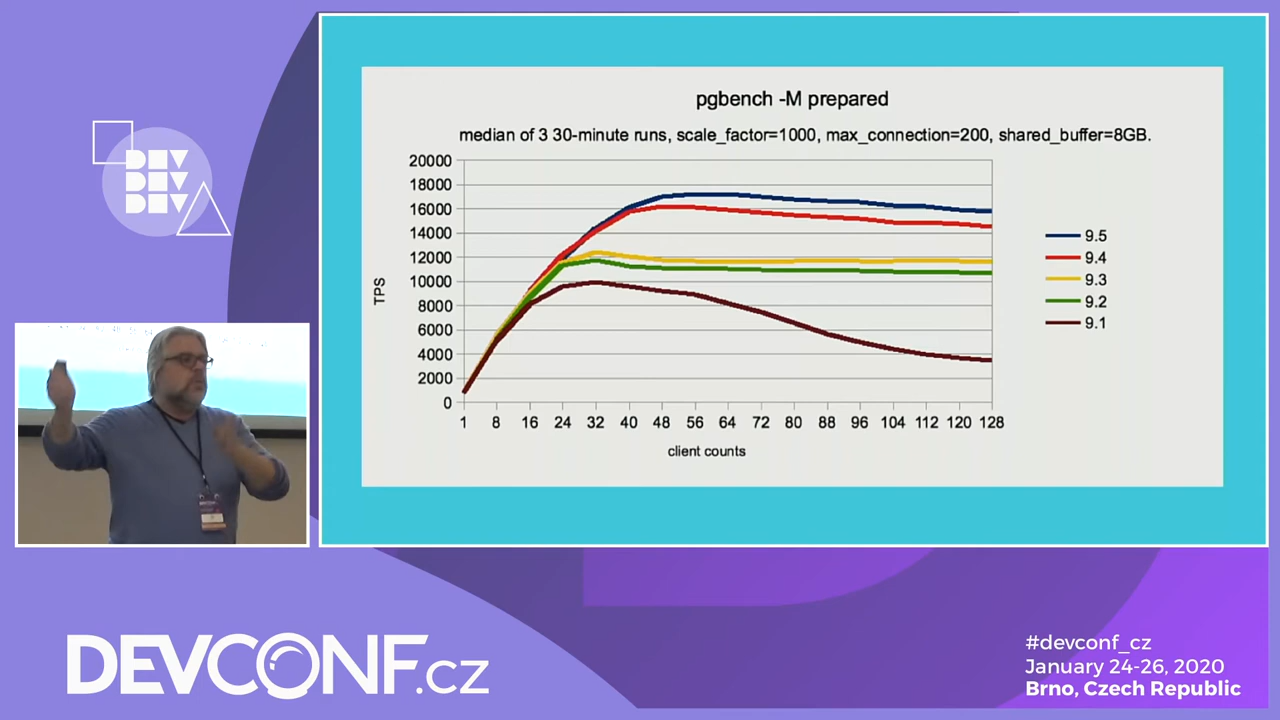 DEV
DEV
DEV
pgbench -M prepared
median of 3 30-minute runs, scale_factor=1000, max_connection=200, shared_buffer=8GB.
20000
18000
16000
14000
12000
10000
8000
6000
4000
2000
0
TPS
1 8 16 24 32 40 48 56 64 72 80 88 96 104 112 120 128
client counts
9.5
9.4
9.3
9.2
9.1
DEVCONF.cz
#devconf_cz
January 24-26, 2020
Brno, Czech Republic